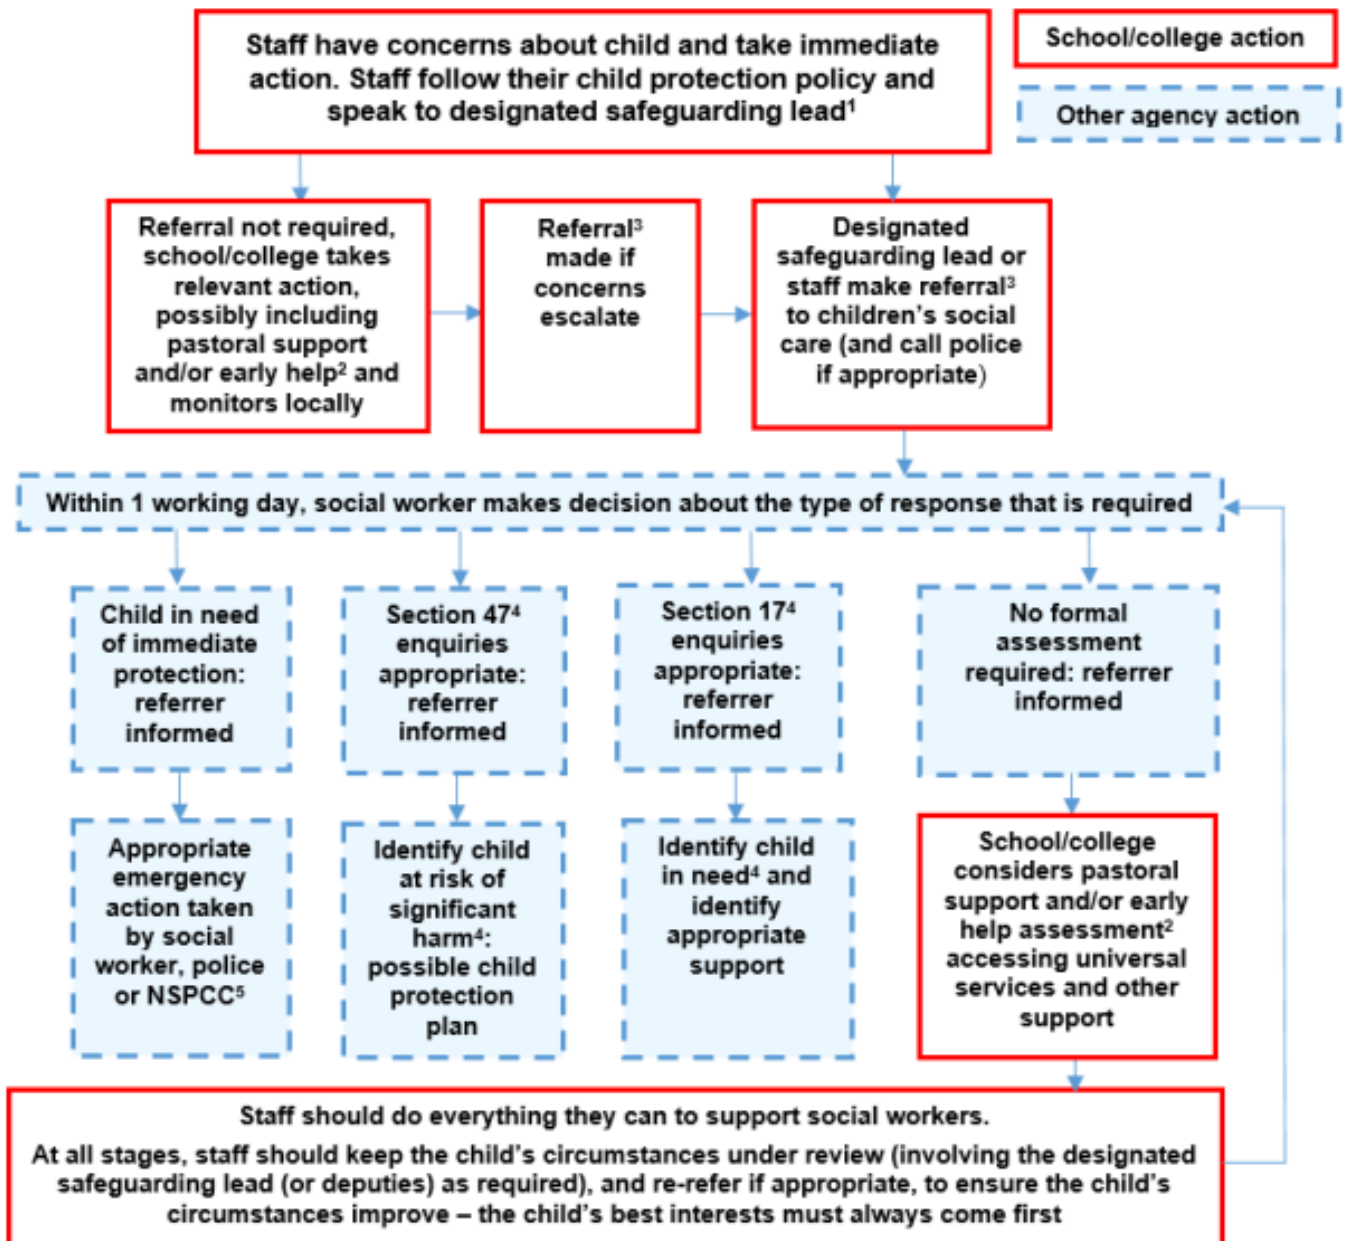 Staff have concerns about child and take immediate
action. Staff follow their child protection policy and
speak to designated safeguarding lead¹
School/college action
Other agency action
Referral not required,
school/college takes
relevant action,
possibly including
pastoral support
and/or early help² and
monitors locally
Referral³
made if
concerns
escalate
Designated
safeguarding lead or
staff make referral³
to children's social
care (and call police
if appropriate)
Within 1 working day, social worker makes decision about the type of response that is required
Child in need
of immediate
protection:
referrer
informed
Section 47⁴
enquiries
appropriate:
referrer
informed
Section 17⁴
enquiries
appropriate:
referrer
informed
No formal
assessment
required: referrer
informed
Appropriate
emergency
action taken
by social
worker, police
or NSPCC⁵
Identify child
at risk of
significant
harm⁴:
possible child
protection
plan
Identify child
in need⁴ and
identify
appropriate
support
School/college
considers pastoral
support and/or early
help assessment²
accessing universal
services and other
support
Staff should do everything they can to support social workers.
At all stages, staff should keep the child's circumstances under review (involving the designated
safeguarding lead (or deputies) as required), and re-refer if appropriate, to ensure the child's
circumstances improve – the child's best interests must always come first